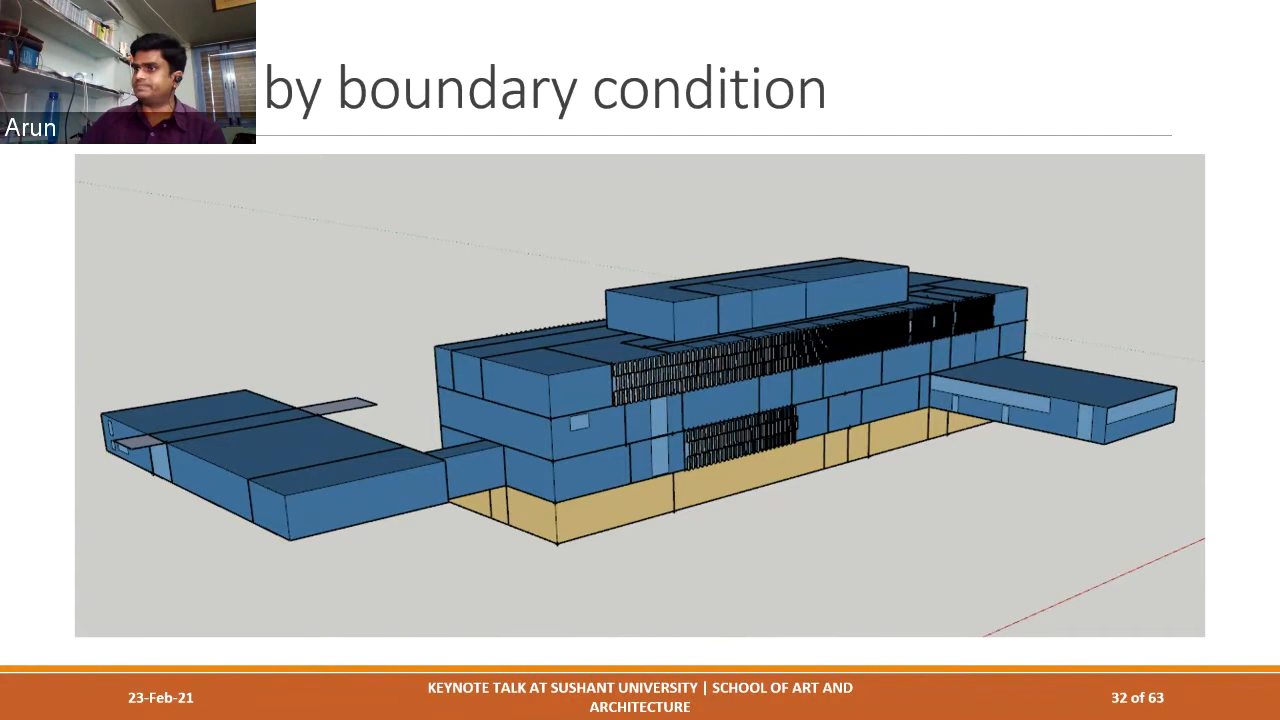 by boundary condition
Arun
23-Feb-21
KEYNOTE TALK AT SUSHANT UNIVERSITY | SCHOOL OF ART AND
ARCHITECTURE
32 of 63